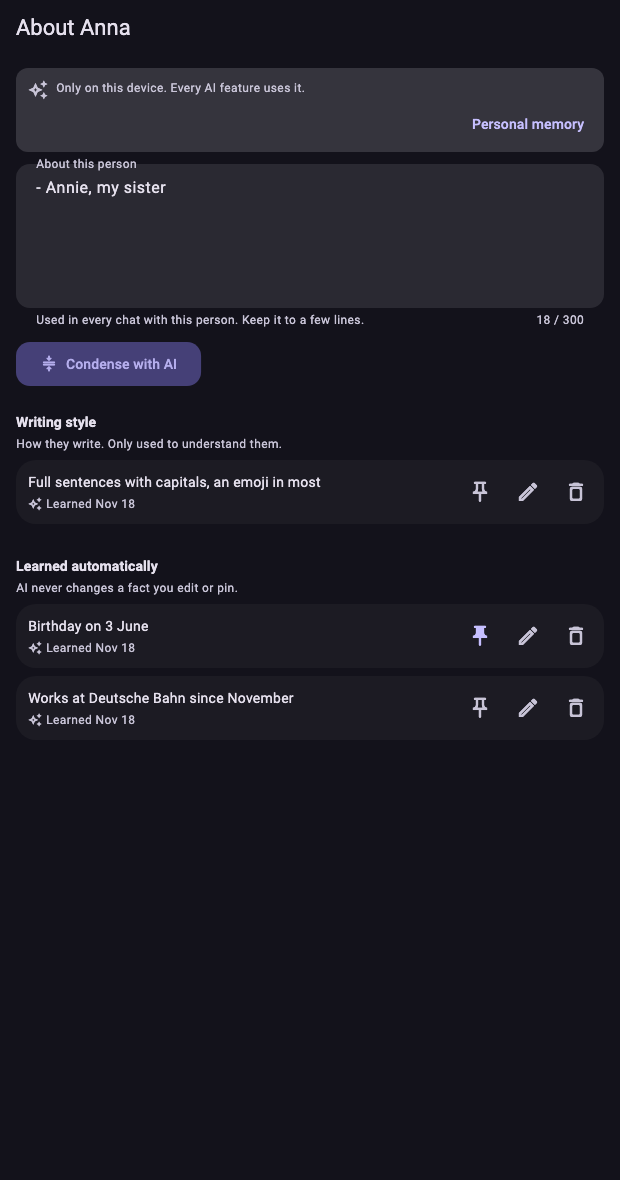 About Anna
Only on this device. Every AI feature uses it.
Personal memory
About this person
- Annie, my sister
Used in every chat with this person. Keep it to a few lines.
18 / 300
Condense with AI
Writing style
How they write. Only used to understand them.
Full sentences with capitals, an emoji in most
Learned Nov 18
Learned automatically
AI never changes a fact you edit or pin.
Birthday on 3 June
Learned Nov 18
Works at Deutsche Bahn since November
Learned Nov 18